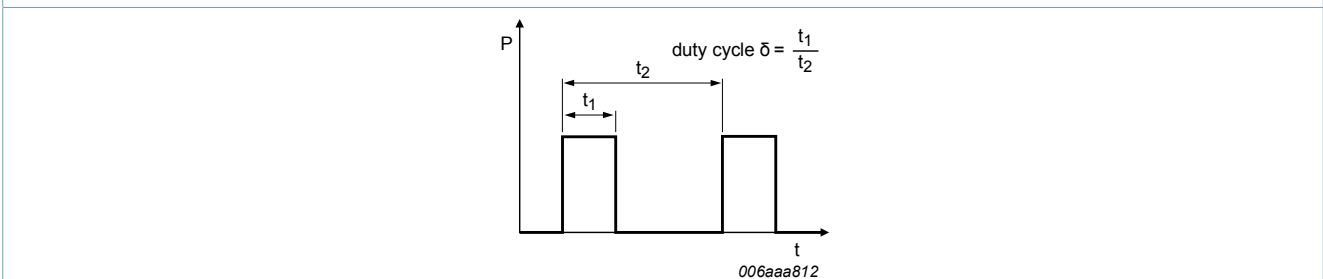 P
duty cycle δ = t1/t2
t2
t1
t
006aaa812